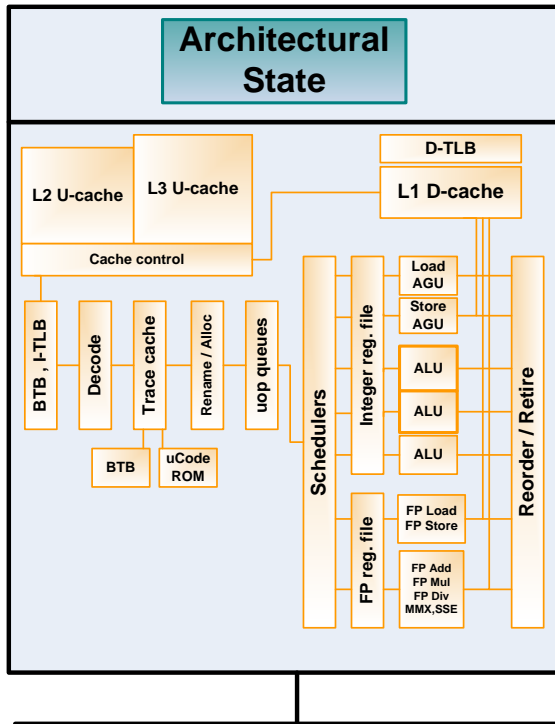 Architectural
State
D-TLB
L2 U-cache
L3 U-cache
L1 D-cache
Cache control
Load
AGU
Store
AGU
BTB , I-TLB
Decode
Trace cache
Rename / Alloc
uop queues
Schedulers
Integer reg. file
ALU
ALU
ALU
Reorder / Retire
BTB
uCode
ROM
FP reg. file
FP Load
FP Store
FP Add
FP Mul
FP Div
MMX,SSE